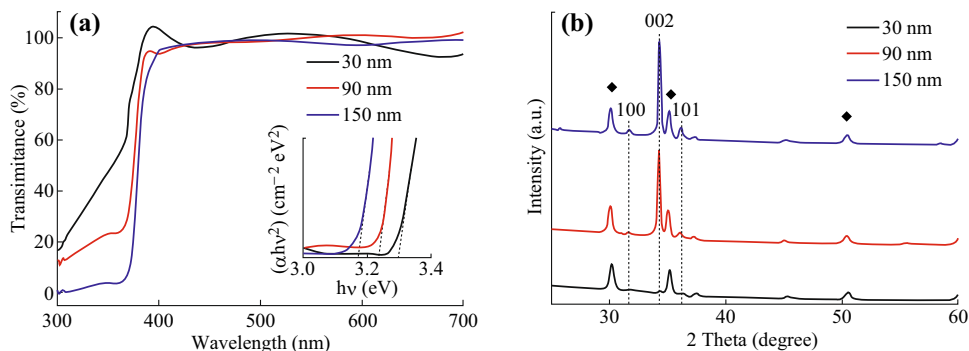 (a)
100
80
60
40
20
0
Transimitance (%)
300
400
500
600
700
Wavelength (nm)
30 nm
90 nm
150 nm
(αhν²) (cm⁻² eV²)
3.0
3.2
3.4
hν (eV)
(b)
002
30 nm
90 nm
150 nm
100
101
Intensity (a.u.)
30
40
50
60
2 Theta (degree)